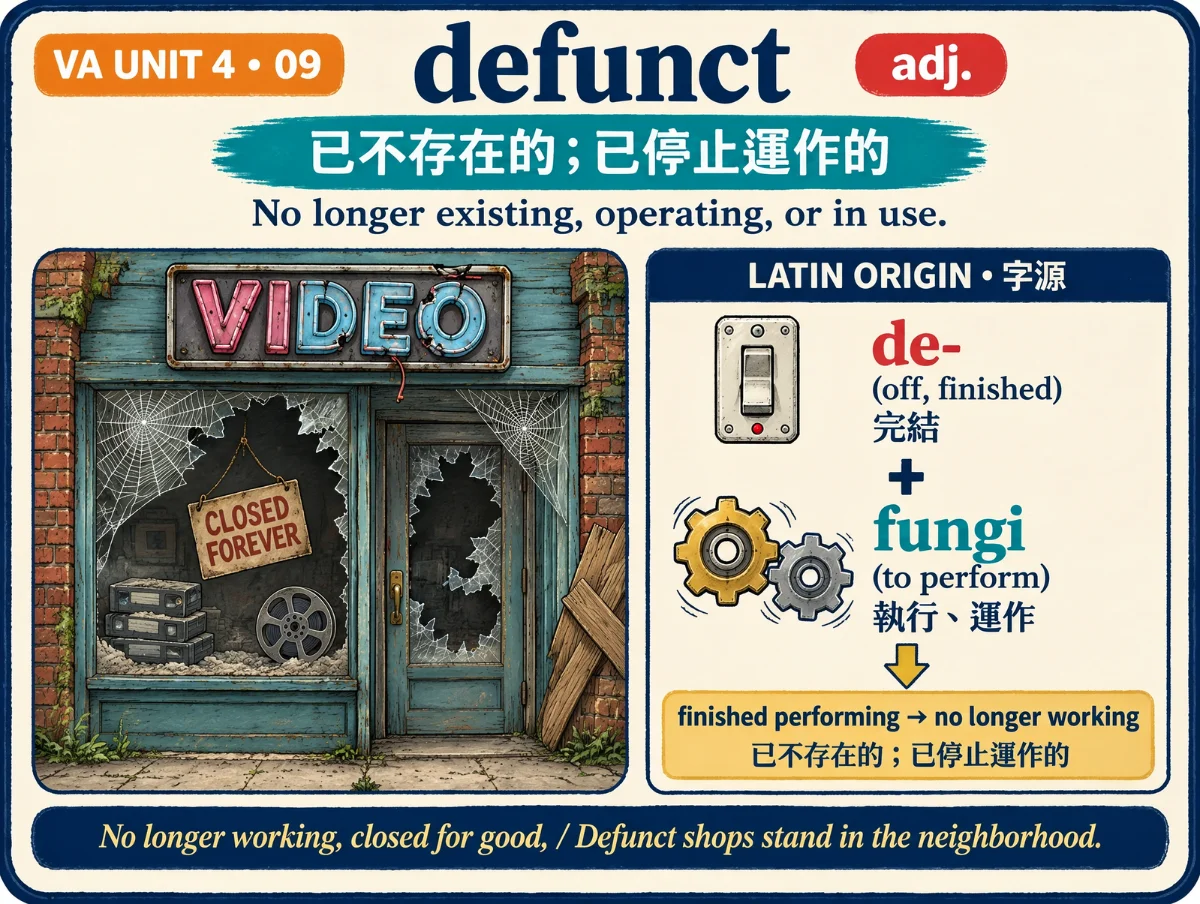 VA UNIT 4 • 09
defunct
adj.
已不存在的；已停止運作的
No longer existing, operating, or in use.
VIDEO
CLOSED
FOREVER
LATIN ORIGIN • 字源
de-
(off, finished)
完結
+
fungi
(to perform)
執行、運作
finished performing → no longer working
已不存在的；已停止運作的
No longer working, closed for good, / Defunct shops stand in the neighborhood.